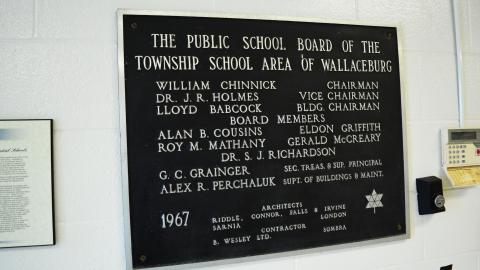 THE PUBLIC SCHOOL BOARD OF THE
TOWNSHIP SCHOOL AREA OF WALLACEBURG
WILLIAM CHINNICK CHAIRMAN
DR. J. R. HOLMES VICE CHAIRMAN
LLOYD BABCOCK BLDG. CHAIRMAN
BOARD MEMBERS
ALAN B. COUSINS ELDON GRIFFITH
ROY M. MATHANY GERALD McCREARY
DR. S. J. RICHARDSON
G. C. GRAINGER SEC. TREAS. & SUP. PRINCIPAL
ALEX R. PERCHALUK SUPT. OF BUILDINGS & MAINT.
1967
ARCHITECTS
RIDDLE, CONNOR, FALLS & IRVINE
SARNIA LONDON
CONTRACTOR
B. WESLEY LTD. SOMBRA